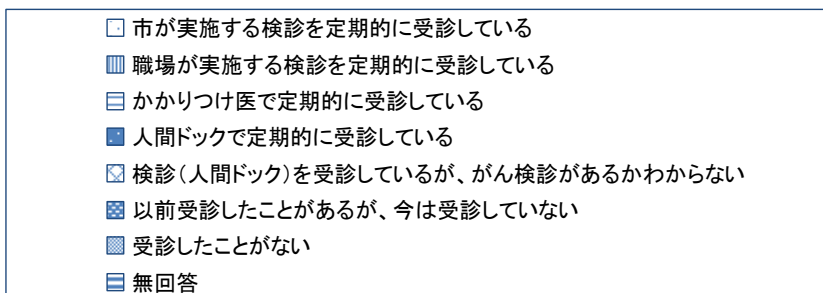 市が実施する検診を定期的に受診している
職場が実施する検診を定期的に受診している
かかりつけ医で定期的に受診している
人間ドックで定期的に受診している
検診（人間ドック）を受診しているが、がん検診があるかわからない
以前受診したことがあるが、今は受診していない
受診したことがない
無回答